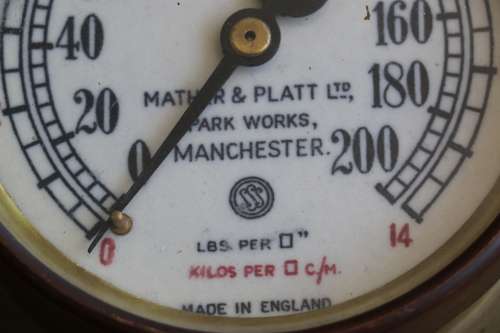 40
160
20
180
MATHER & PLATT LTD,
PARK WORKS,
0
MANCHESTER.
200
SSS
0
LBS. PER □"
14
KILOS PER □ C/M.
MADE IN ENGLAND